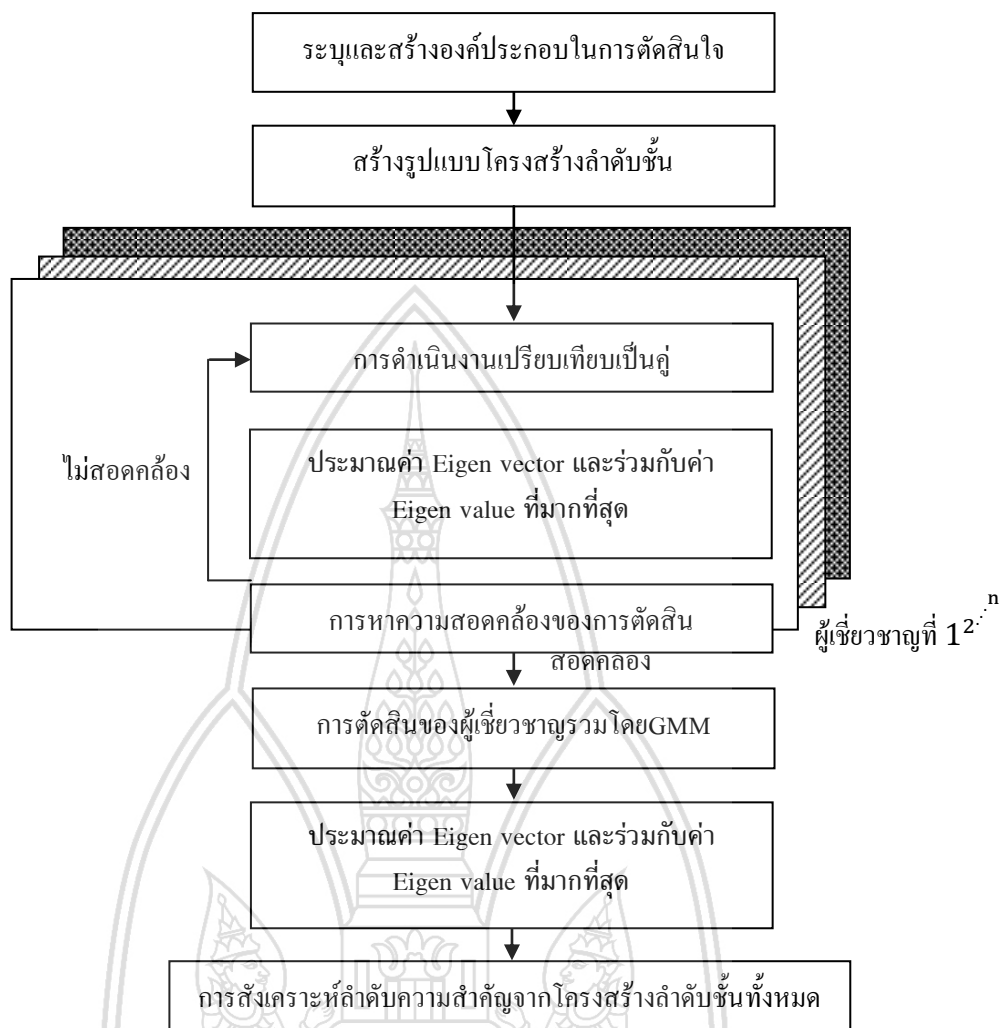 ระบุและสร้างองค์ประกอบในการตัดสินใจ
สร้างรูปแบบโครงสร้างลำดับชั้น
การดำเนินงานเปรียบเทียบเป็นคู่
ไม่สอดคล้อง
ประมาณค่า Eigen vector และร่วมกับค่า
Eigen value ที่มากที่สุด
การหาความสอดคล้องของการตัดสิน
ผู้เชี่ยวชาญที่ 1 2 ... n
สอดคล้อง
การตัดสินของผู้เชี่ยวชาญรวมโดยGMM
ประมาณค่า Eigen vector และร่วมกับค่า
Eigen value ที่มากที่สุด
การสังเคราะห์ลำดับความสำคัญจากโครงสร้างลำดับชั้นทั้งหมด